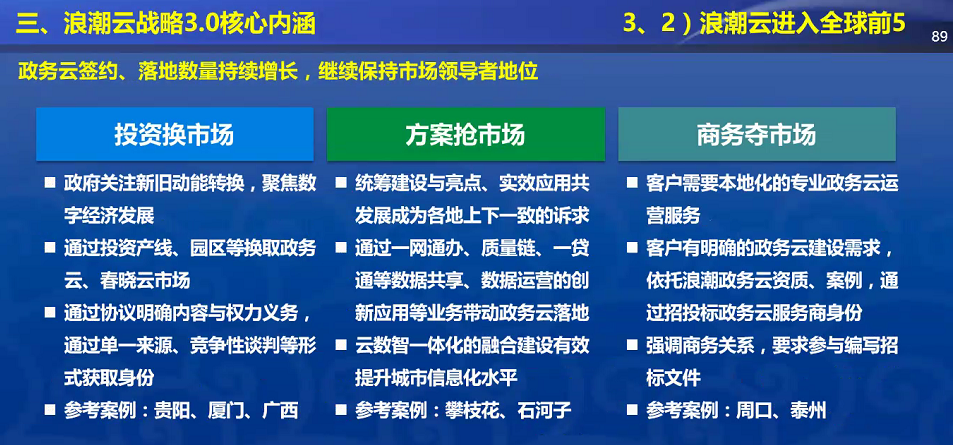 三、浪潮云战略3.0核心内涵
3、2）浪潮云进入全球前5
89
政务云签约、落地数量持续增长，继续保持市场领导者地位
投资换市场
■ 政府关注新旧动能转换，聚焦数
字经济发展
■ 通过投资产线、园区等换取政务
云、春晓云市场
■ 通过协议明确内容与权力义务，
通过单一来源、竞争性谈判等形
式获取身份
■ 参考案例：贵阳、厦门、广西
方案抢市场
■ 统筹建设与亮点、实效应用共
发展成为各地上下一致的诉求
■ 通过一网通办、质量链、一贷
通等数据共享、数据运营的创
新应用等业务带动政务云落地
■ 云数智一体化的融合建设有效
提升城市信息化水平
■ 参考案例：攀枝花、石河子
商务夺市场
■ 客户需要本地化的专业政务云运
营服务
■ 客户有明确的政务云建设需求，
依托浪潮政务云资质、案例，通
过招投标政务云服务商身份
■ 强调商务关系，要求参与编写招
标文件
■ 参考案例：周口、泰州